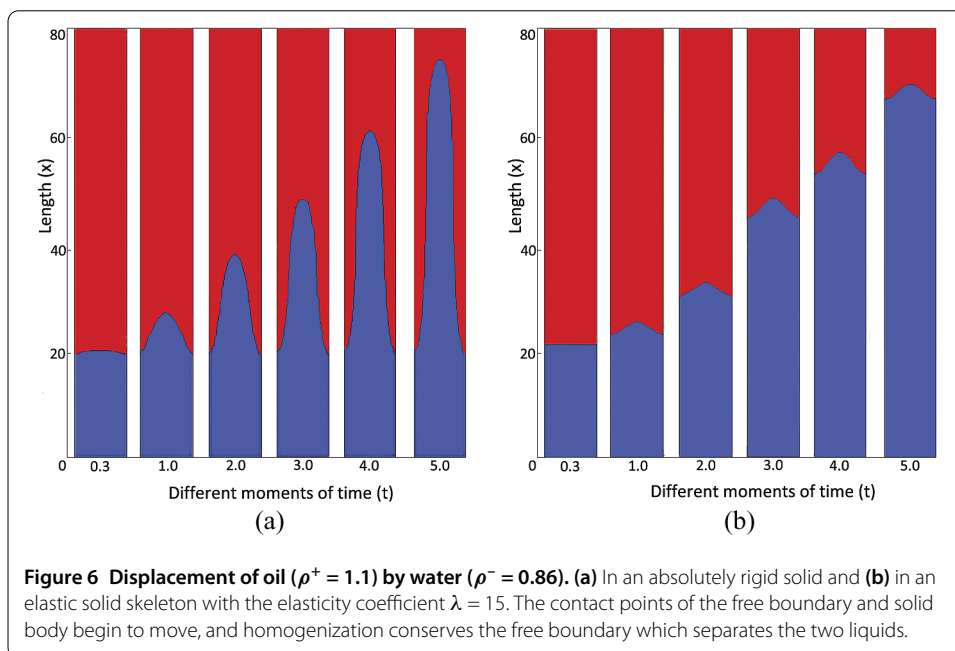 80
60
40
20
0
Length (x)
0.3 1.0 2.0 3.0 4.0 5.0
Different moments of time (t)
(a)
80
60
40
20
0
Length (x)
0.3 1.0 2.0 3.0 4.0 5.0
Different moments of time (t)
(b)
Figure 6 Displacement of oil (ρ⁺ = 1.1) by water (ρ⁻ = 0.86). (a) In an absolutely rigid solid and (b) in an
elastic solid skeleton with the elasticity coefficient λ = 15. The contact points of the free boundary and solid
body begin to move, and homogenization conserves the free boundary which separates the two liquids.